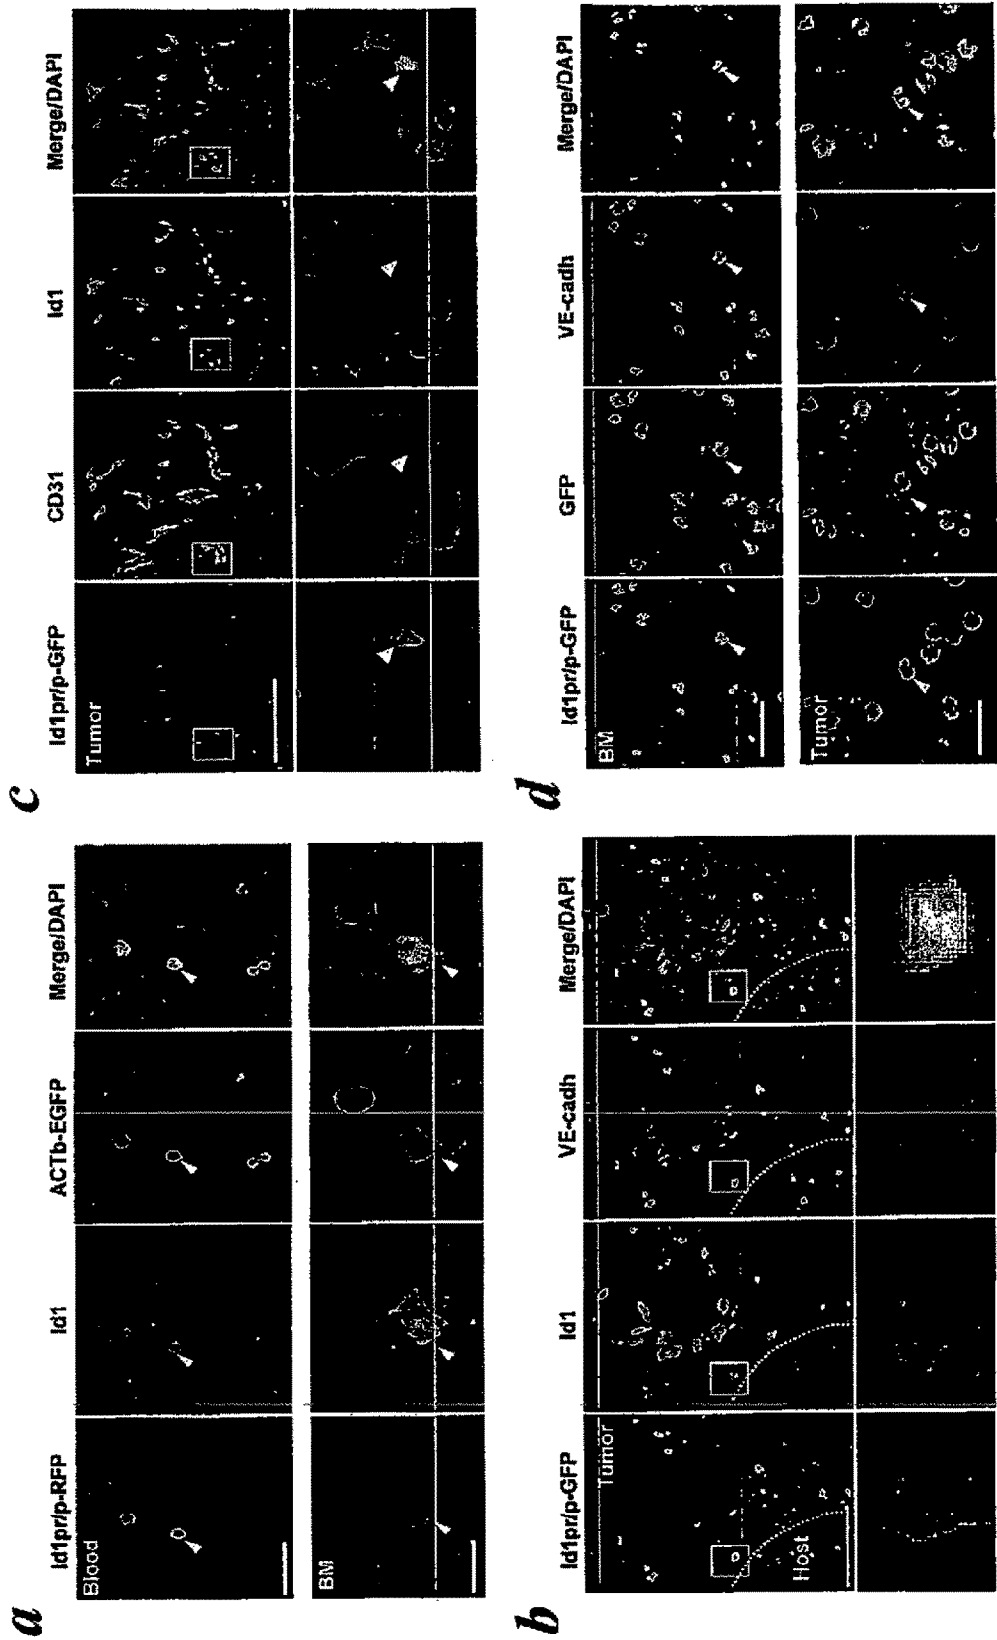 a
Id1pr/p-RFP
Id1
ACTb-EGFP
Merge/DAPI
Blood
BM
b
Id1pr/p-GFP
Id1
VE-cadh
Merge/DAPI
Tumor
Host
c
Id1pr/p-GFP
CD31
Id1
Merge/DAPI
Tumor
d
Id1pr/p-GFP
GFP
VE-cadh
Merge/DAPI
BM
Tumor